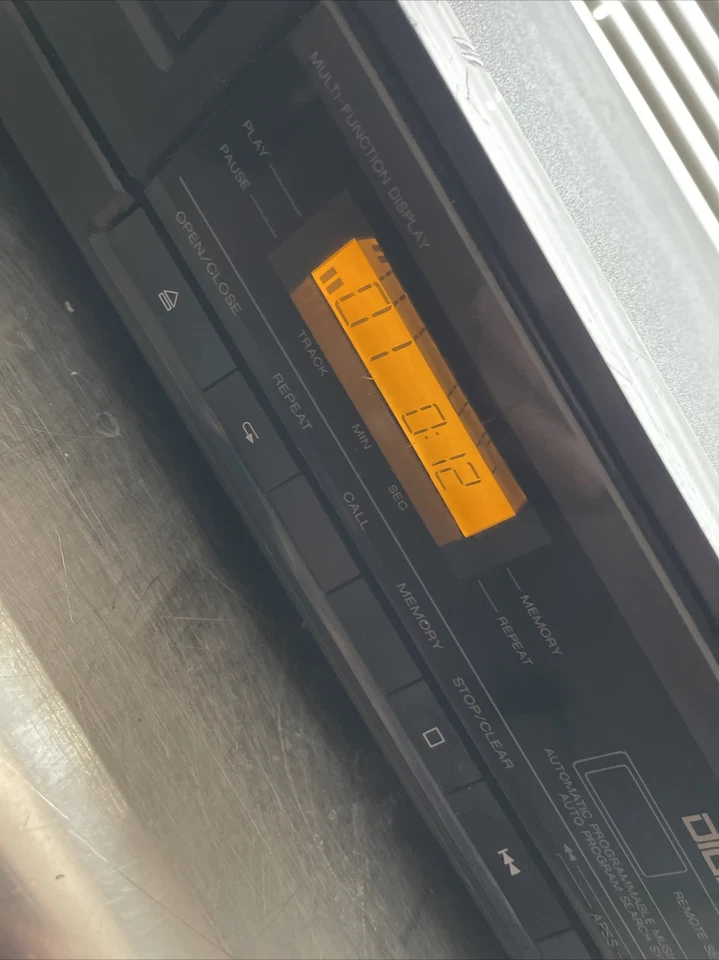 MULTI-FUNCTION DISPLAY
PLAY
PAUSE
01 0:12
TRACK MIN SEC
MEMORY
REPEAT
OPEN/CLOSE REPEAT CALL MEMORY STOP/CLEAR
AUTOMATIC PROGRAMMABLE
AUTO PROGRAM SEARCH
APSS
REMOTE